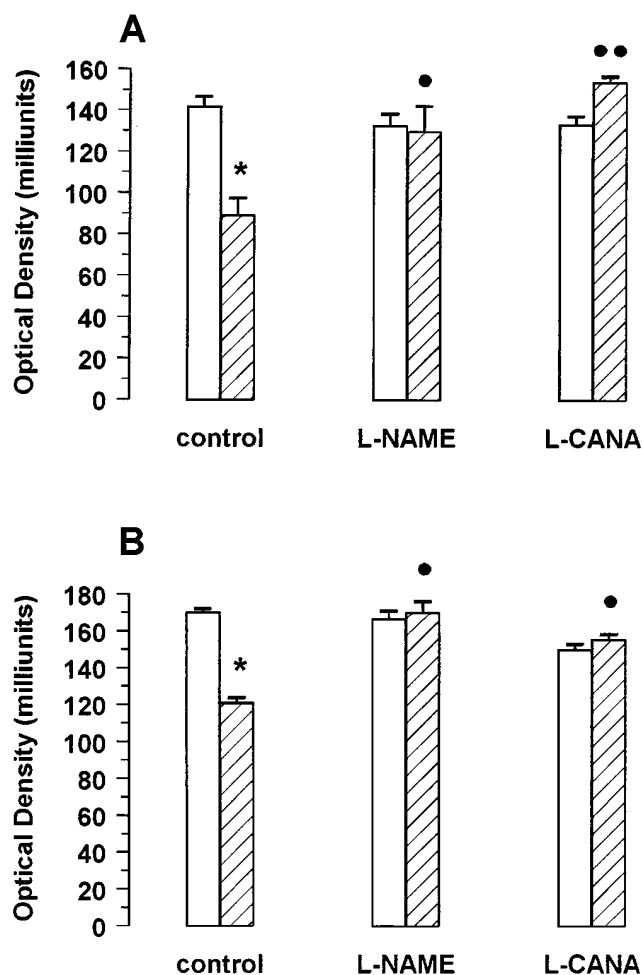 A
Optical Density (milliunits)
160
140
120
100
80
60
40
20
0
*
●
● ●
control
L-NAME
L-CANA
B
Optical Density (milliunits)
180
160
140
120
100
80
60
40
20
0
*
●
●
control
L-NAME
L-CANA